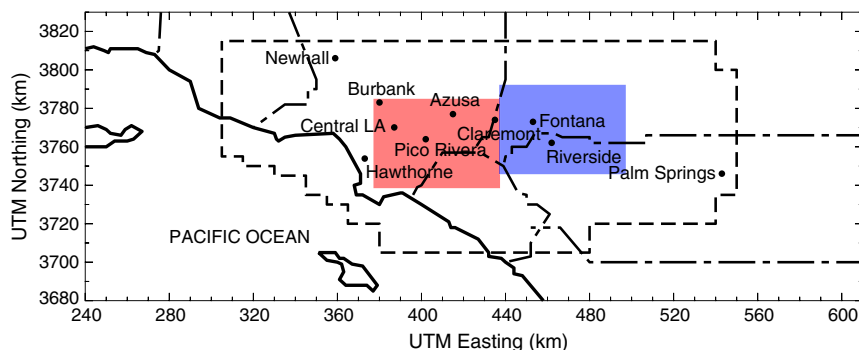 3820
3800
3780
3760
3740
3720
3700
3680
UTM Northing (km)
Newhall
Burbank
Azusa
Central LA
Claremont
Fontana
Pico Rivera
Riverside
Hawthorne
Palm Springs
PACIFIC OCEAN
240 280 320 360 400 440 480 520 560 600
UTM Easting (km)